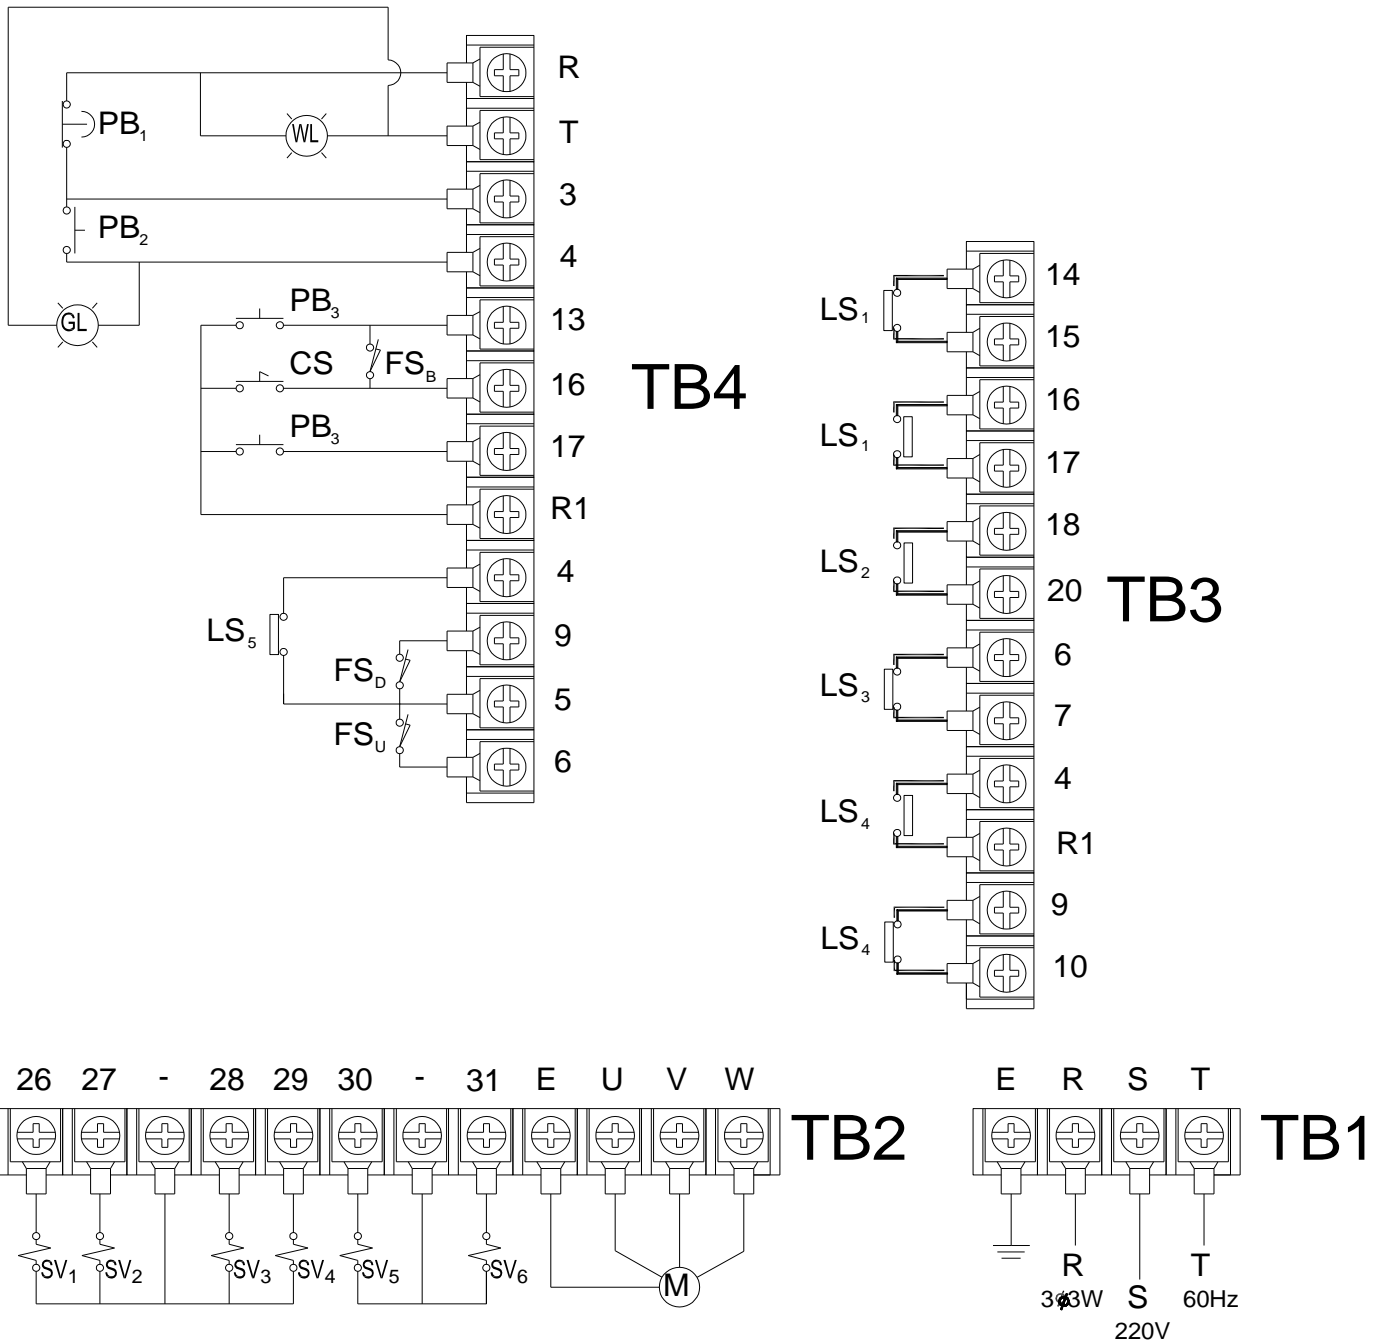 R
WL
T
PB1
3
PB2
4
GL
PB3
13
CS
FSB
16
PB3
17
R1
4
LS5
9
FSD
5
FSU
6
TB4
14
LS1
15
16
LS1
17
18
LS2
20
TB3
6
LS3
7
4
LS4
R1
9
LS4
10
26 27 - 28 29 30 - 31 E U V W
TB2
SV1 SV2 SV3 SV4 SV5 SV6
M
E R S T
TB1
R T
3ϕ3W S 60Hz
220V